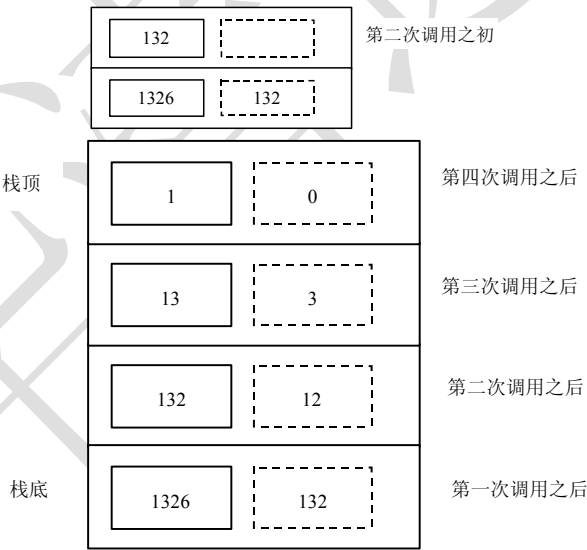 132 第二次调用之初
1326 132
栈顶 1 0 第四次调用之后
13 3 第三次调用之后
132 12 第二次调用之后
栈底 1326 132 第一次调用之后